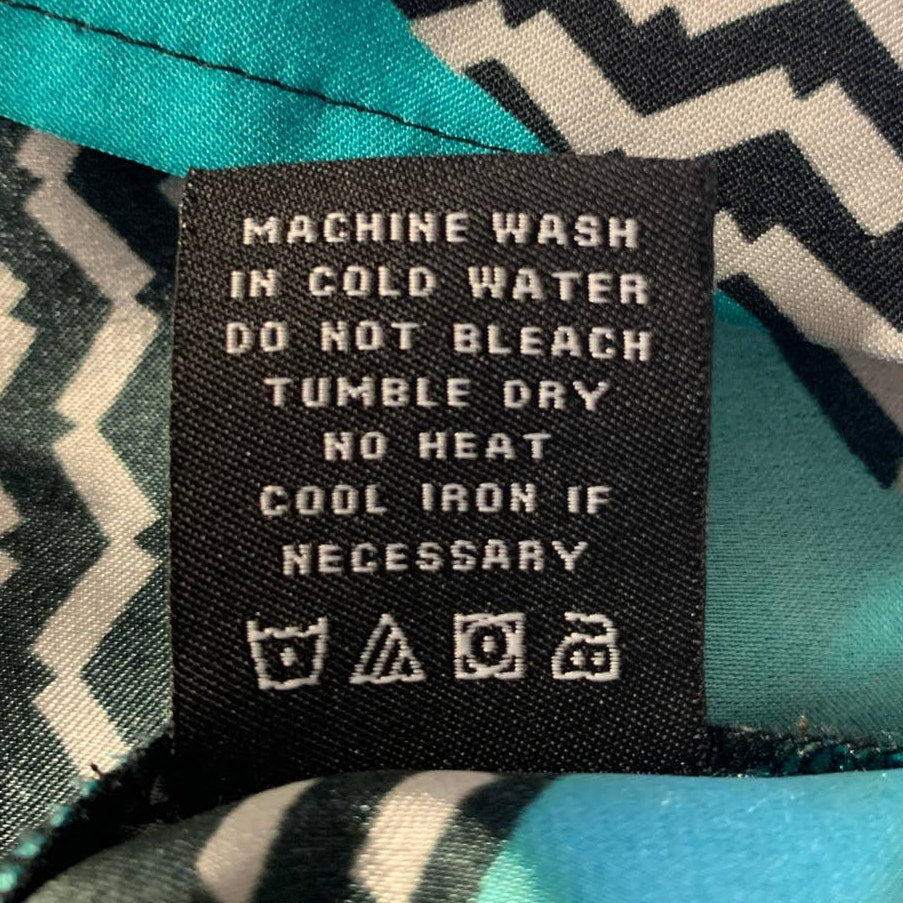 MACHINE WASH
IN COLD WATER
DO NOT BLEACH
TUMBLE DRY
NO HEAT
COOL IRON IF
NECESSARY